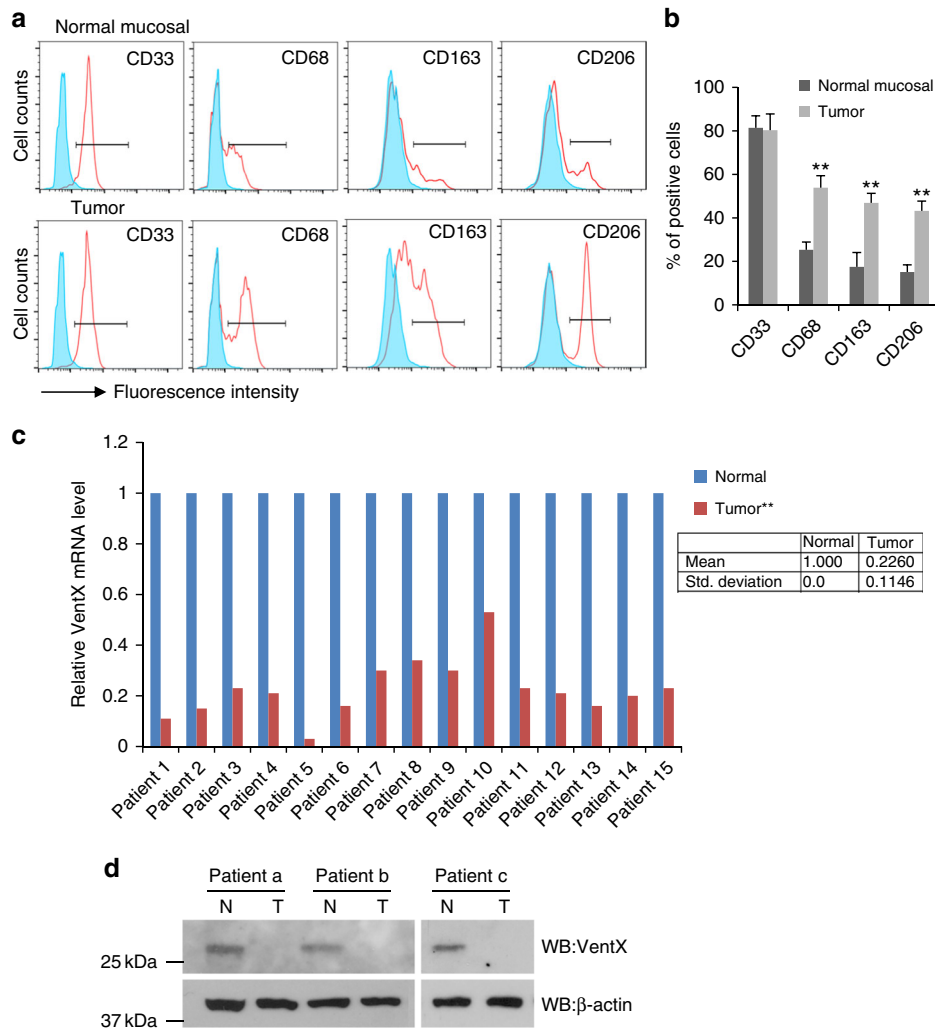 a
Normal mucosal
CD33
CD68
CD163
CD206
Cell counts
Tumor
CD33
CD68
CD163
CD206
Cell counts
Fluorescence intensity
b
Normal mucosal
Tumor
% of positive cells
100
80
60
40
20
0
**
**
**
CD33
CD68
CD163
CD206
c
Relative VentX mRNA level
1.2
1
0.8
0.6
0.4
0.2
0
Patient 1
Patient 2
Patient 3
Patient 4
Patient 5
Patient 6
Patient 7
Patient 8
Patient 9
Patient 10
Patient 11
Patient 12
Patient 13
Patient 14
Patient 15
Normal
Tumor**
Normal Tumor
Mean 1.000 0.2260
Std. deviation 0.0 0.1146
d
Patient a Patient b Patient c
N T N T N T
25 kDa
WB:VentX
37 kDa
WB:β-actin